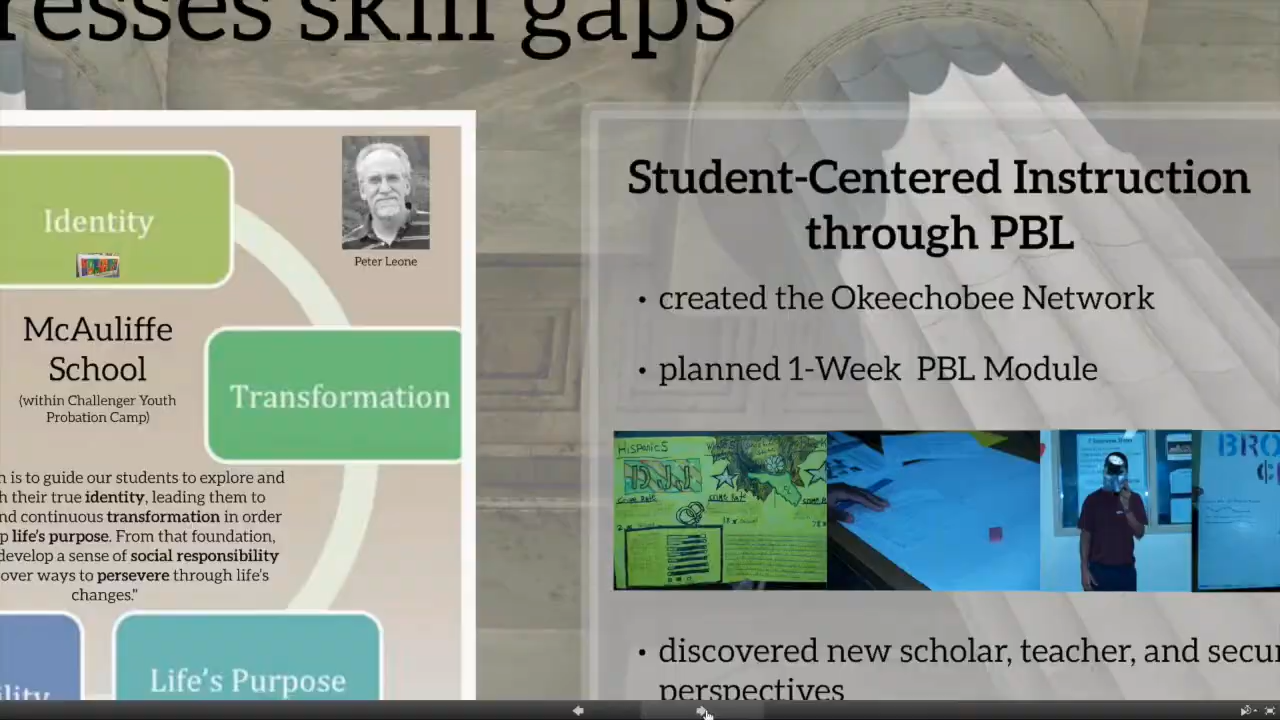 resses skill gaps
Identity
Peter Leone
McAuliffe
School
(within Challenger Youth
Probation Camp)
Transformation
n is to guide our students to explore and
h their true identity, leading them to
nd continuous transformation in order
p life's purpose. From that foundation,
develop a sense of social responsibility
over ways to persevere through life's
changes."
Life's Purpose
ility
Student-Centered Instruction
through PBL
• created the Okeechobee Network
• planned 1-Week PBL Module
Hispanics
BRO
• discovered new scholar, teacher, and secu
perspectives